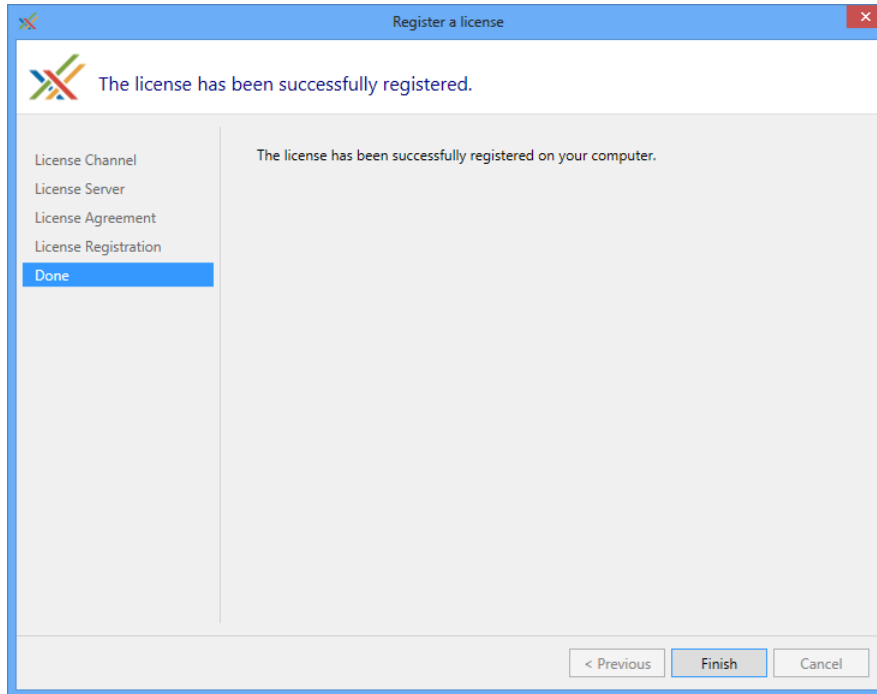 Register a license
The license has been successfully registered.
License Channel
License Server
License Agreement
License Registration
Done
The license has been successfully registered on your computer.
< Previous
Finish
Cancel